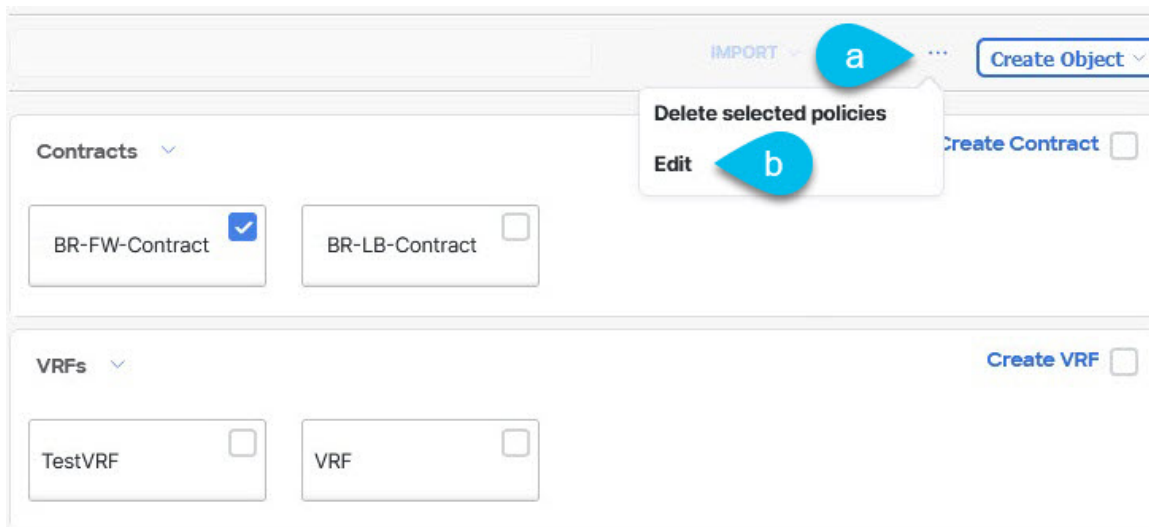 IMPORT a ... Create Object
Delete selected policies
Contracts Create Contract
Edit b
BR-FW-Contract BR-LB-Contract
VRFs Create VRF
TestVRF VRF